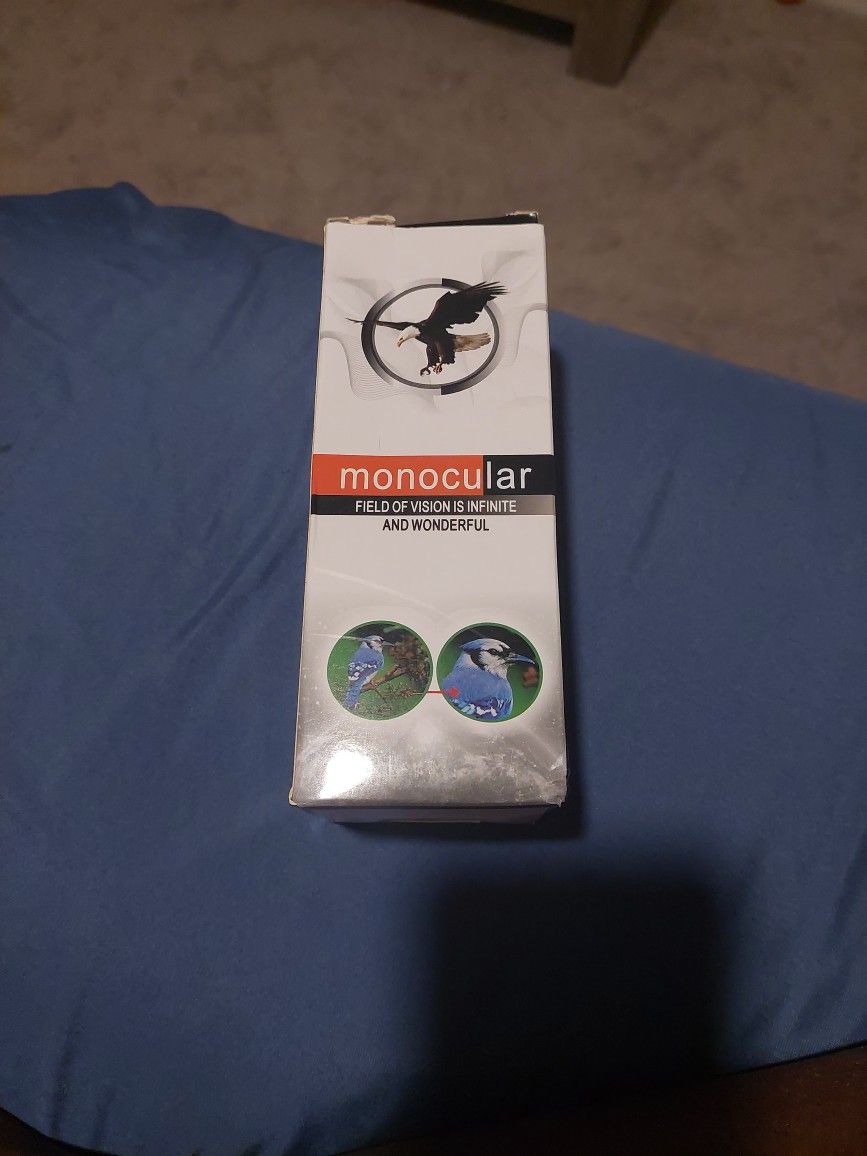 monocular
FIELD OF VISION IS INFINITE
AND WONDERFUL